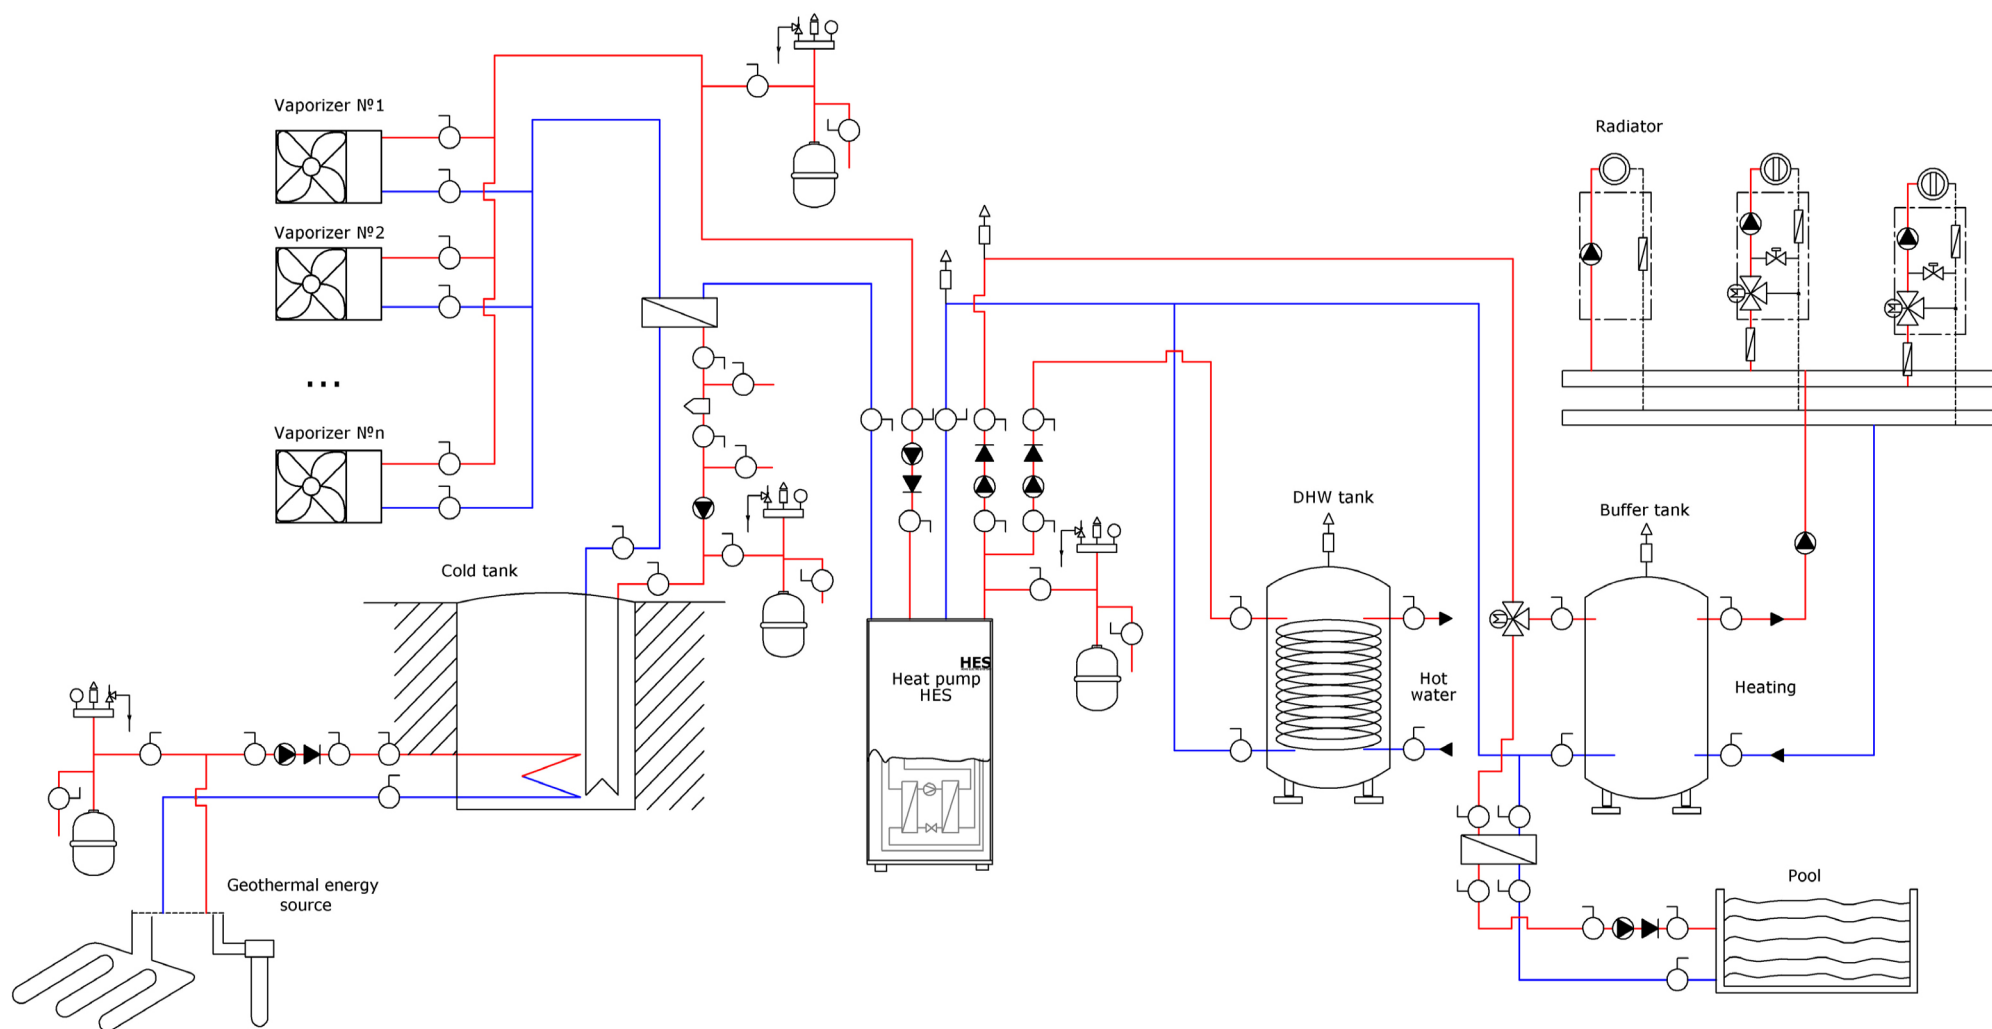 Vaporizer Nº1
Vaporizer Nº2
...
Vaporizer Nºn
Cold tank
Geothermal energy
source
HES
Heat pump
HES
DHW tank
Hot
water
Radiator
Buffer tank
Heating
Pool